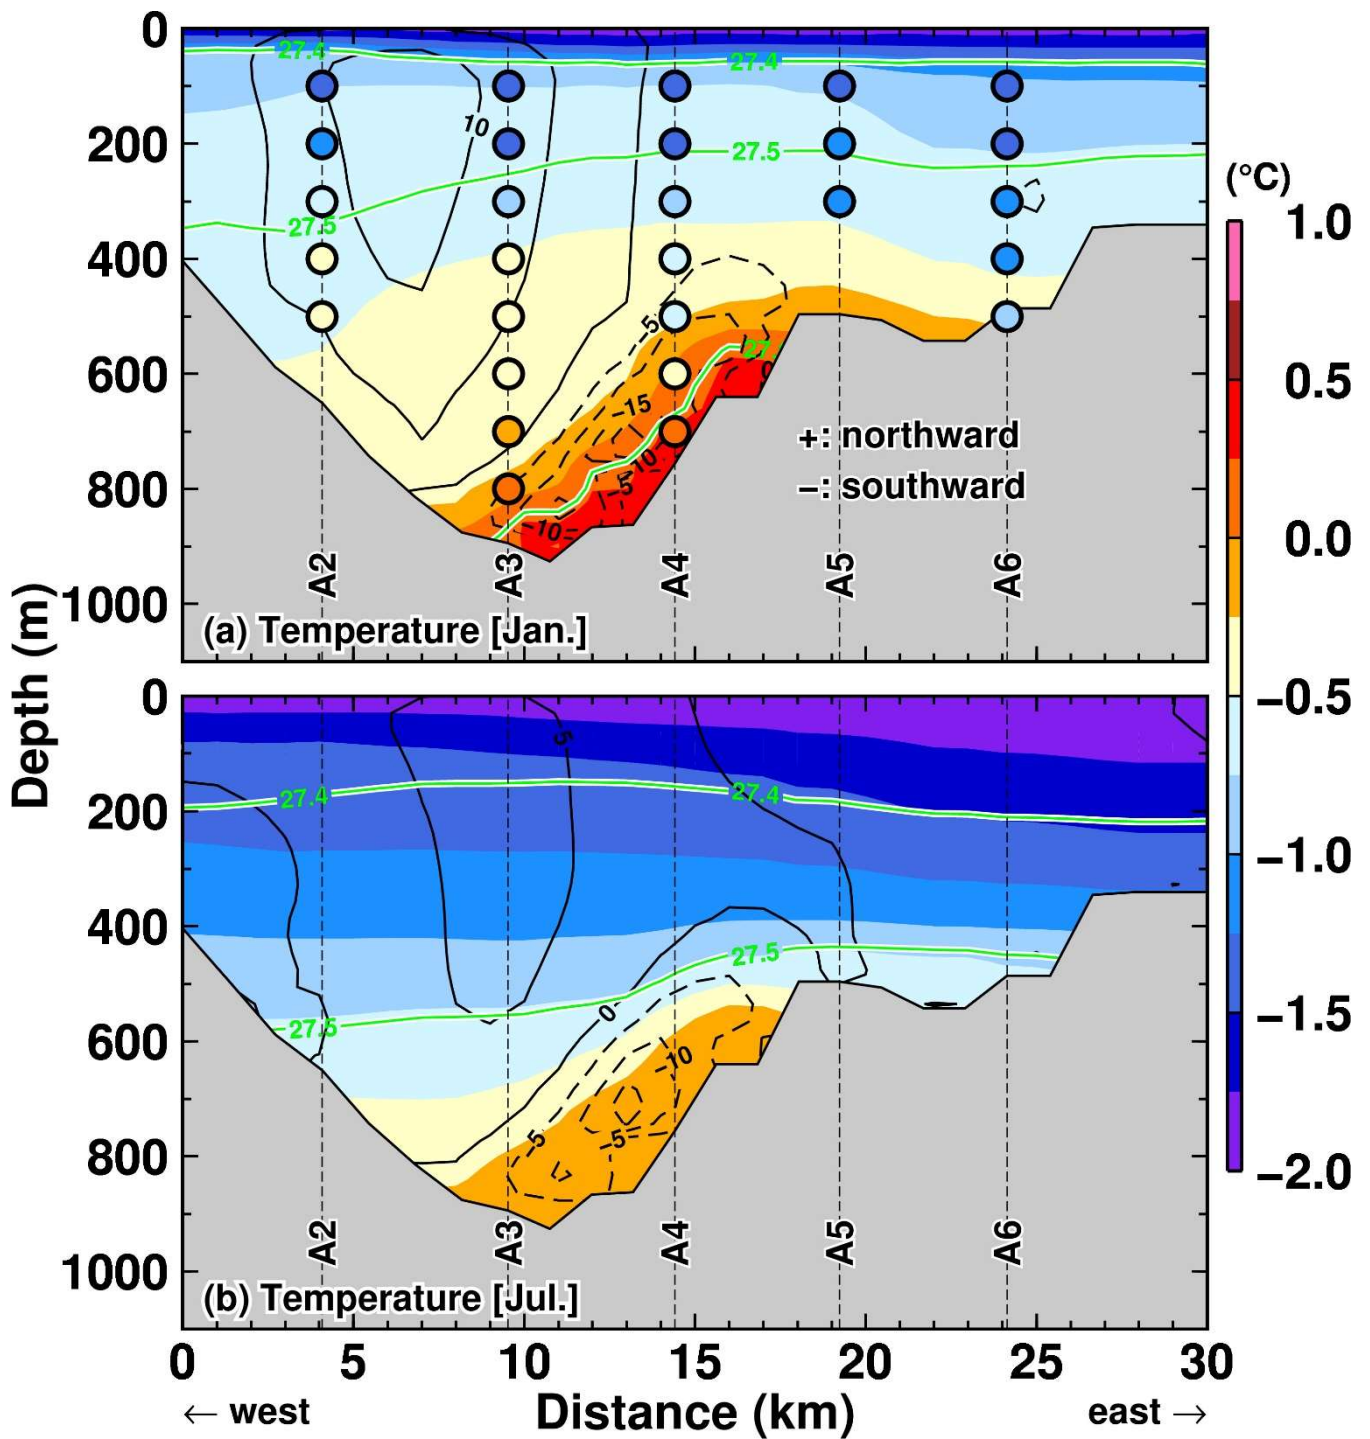 0
200
400
600
800
1000
Depth (m)
27.4
27.4
10
27.5
27.5
5
-15
27.
0
-10
-5
-10
+: northward
−: southward
A2
A3
A4
A5
A6
(a) Temperature [Jan.]
(°C)
1.0
0.5
0.0
−0.5
−1.0
−1.5
−2.0
0
200
400
600
800
1000
5
27.4
27.4
27.5
27.5
0
-10
5
-5
A2
A3
A4
A5
A6
(b) Temperature [Jul.]
0 5 10 15 20 25 30
← west Distance (km) east →